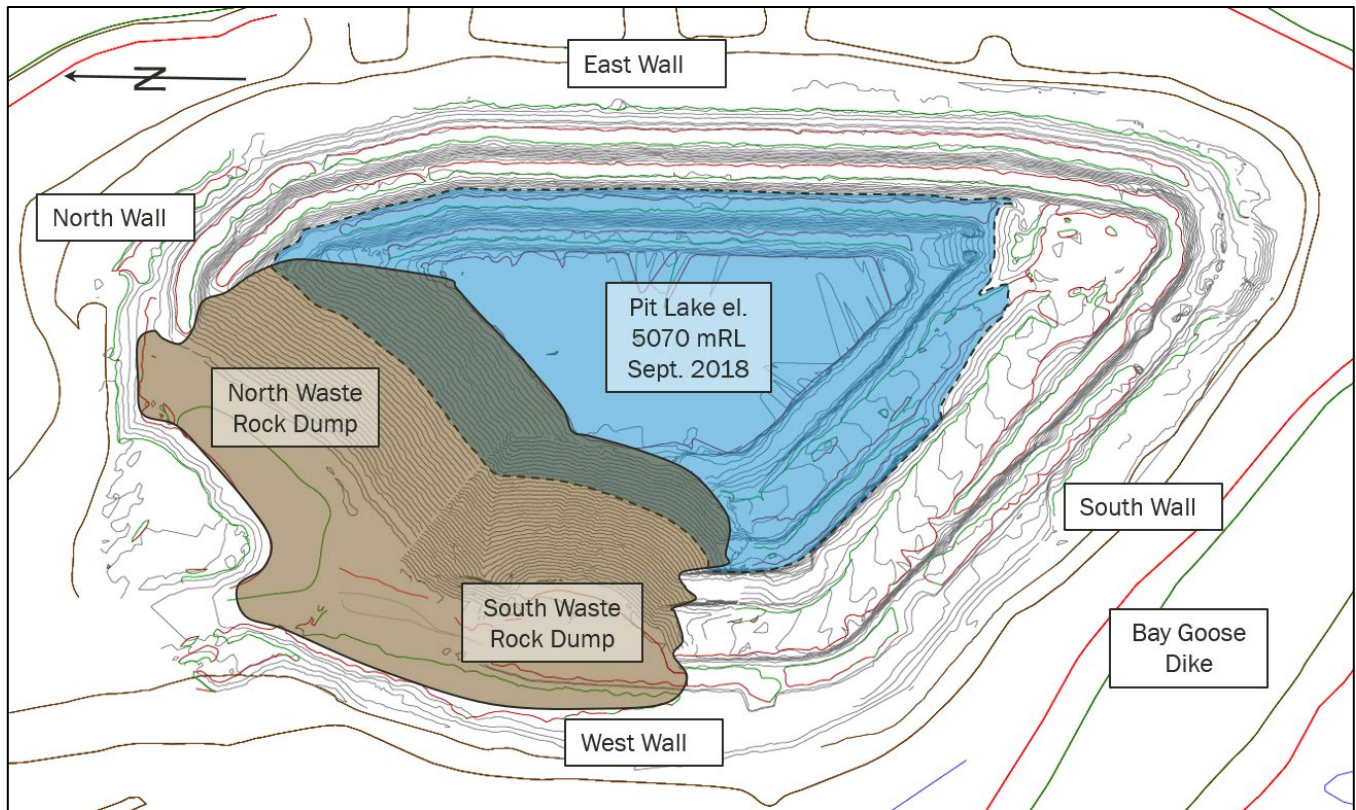 East Wall
N
North Wall
Pit Lake el.
5070 mRL
Sept. 2018
North Waste
Rock Dump
South Wall
South Waste
Rock Dump
Bay Goose
Dike
West Wall